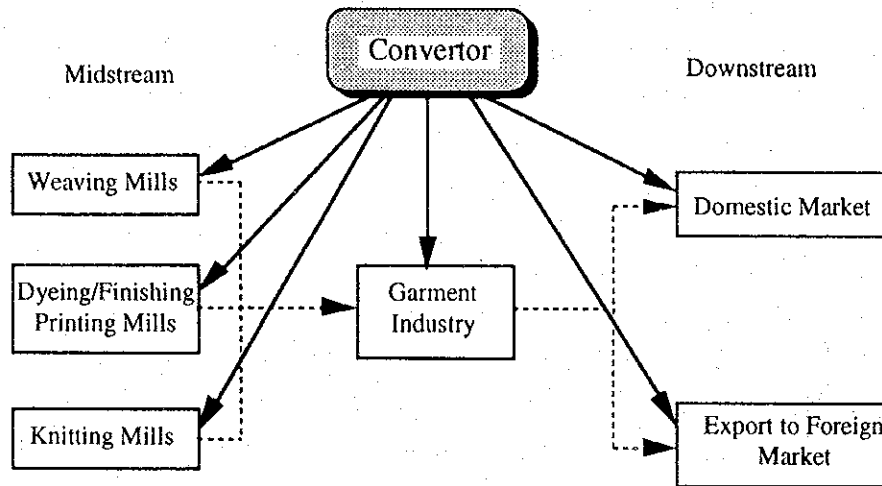 Convertor
Midstream
Downstream
Weaving Mills
Domestic Market
Dyeing/Finishing
Printing Mills
Garment
Industry
Knitting Mills
Export to Foreign
Market